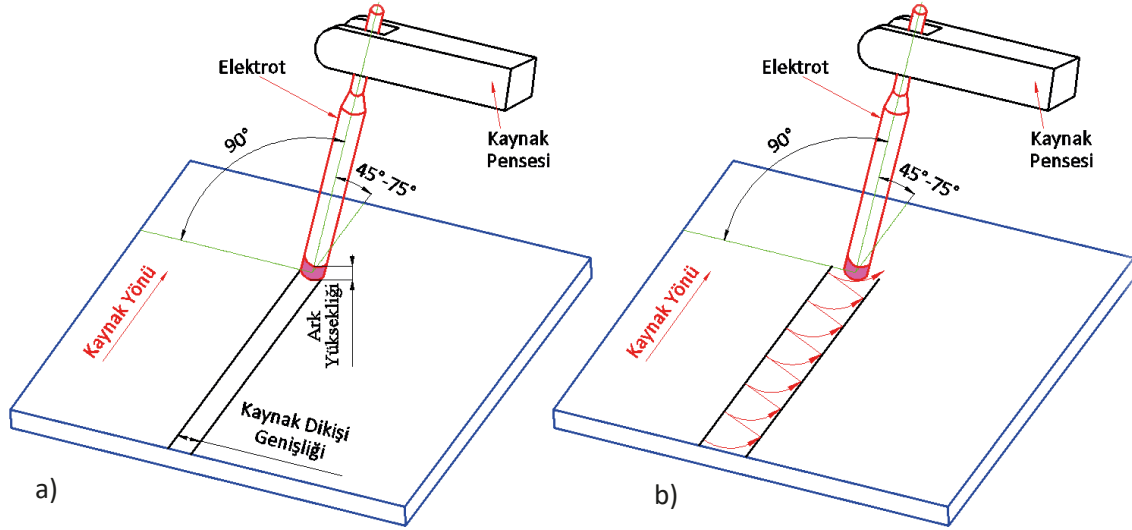 Elektrot
Kaynak
Pensesi
90°
45°-75°
Kaynak Yönü
Ark
Yüksekliği
Kaynak Dikişi
Genişliği
a)
Elektrot
Kaynak
Pensesi
90°
45°-75°
Kaynak Yönü
b)